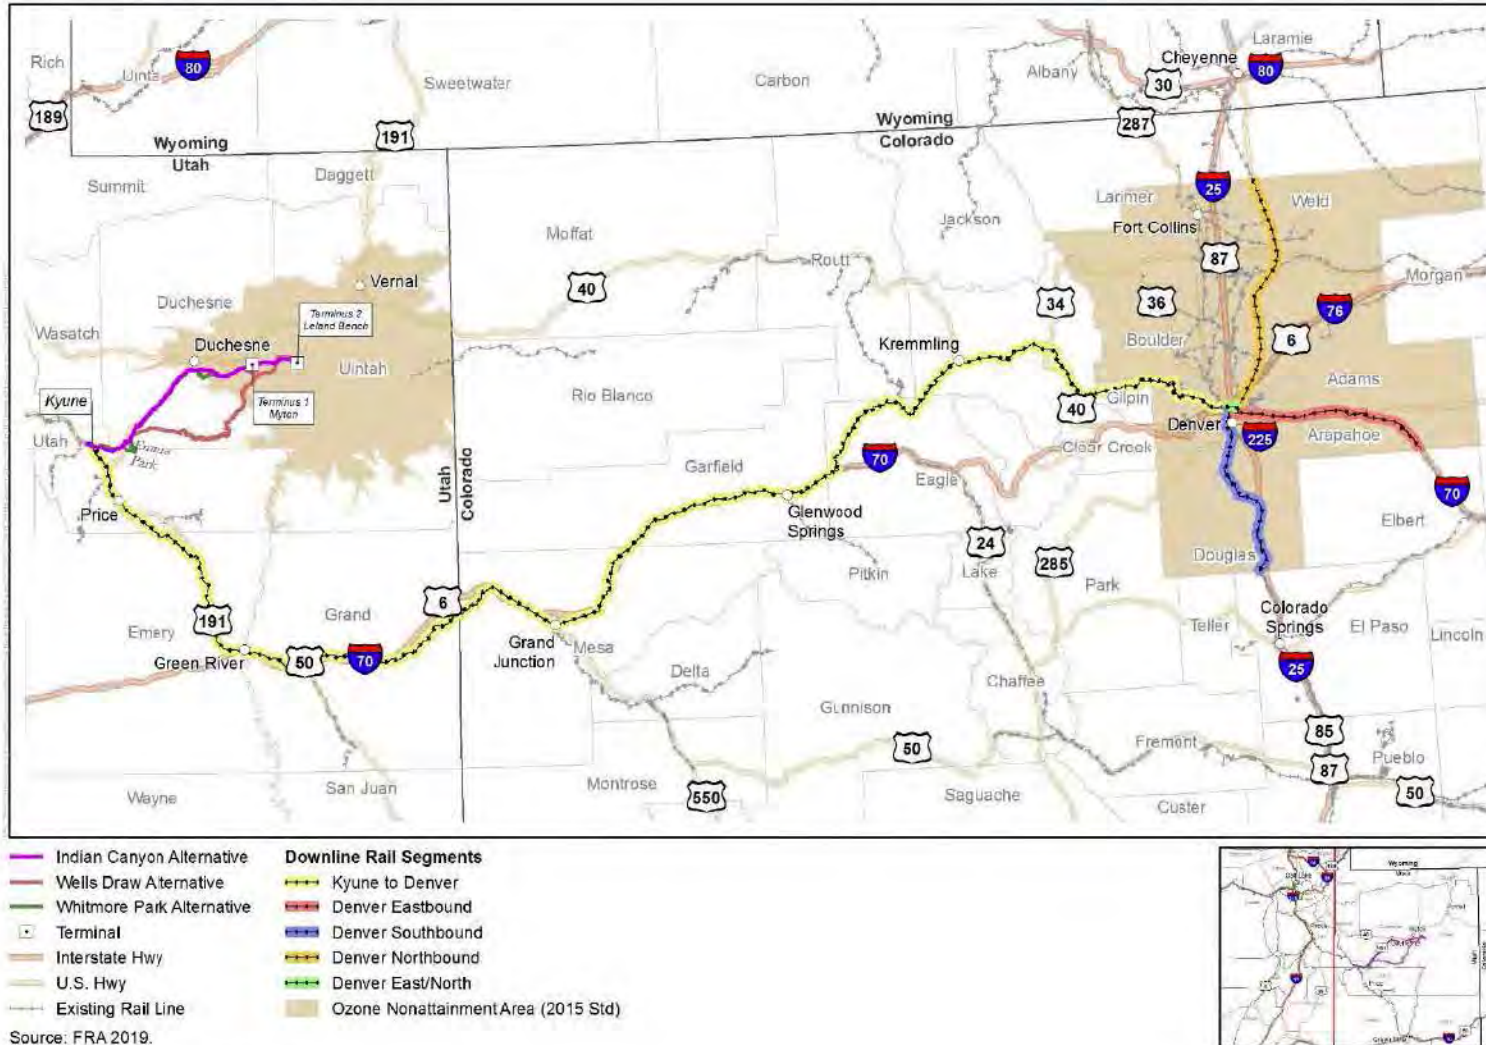 Rich
Uinta
80
Sweetwater
Carbon
Albany
Laramie
Cheyenne
30
80
189
191
287
Wyoming
Utah
Wyoming
Colorado
Summit
Daggett
Larimer
25
Weld
Jackson
Fort Collins
Moffat
Routt
87
Morgan
Vernal
40
34
36
76
Duchesne
Terminus 2
Leland Bench
Wasatch
Duchesne
Kremmling
Boulder
6
Uintah
Adams
Kyune
Terminus 1
Myton
Rio Blanco
40
Gilpin
Denver
225
Arapahoe
Utah
Emma
Park
Utah
Colorado
Garfield
70
Eagle
Clear Creek
70
Price
Glenwood
Springs
Elbert
24
285
Douglas
Pitkin
Lake
Park
6
Colorado
Springs
191
Grand
Teller
El Paso
Lincoln
Emery
Green River
50
70
Grand
Junction
Mesa
25
Delta
Chaffee
Gunnison
85
50
Fremont
Pueblo
87
Wayne
San Juan
Montrose
550
Saguache
Custer
50
Indian Canyon Alternative
Wells Draw Alternative
Whitmore Park Alternative
Terminal
Interstate Hwy
U.S. Hwy
Existing Rail Line
Downline Rail Segments
Kyune to Denver
Denver Eastbound
Denver Southbound
Denver Northbound
Denver East/North
Ozone Nonattainment Area (2015 Std)
Source: FRA 2019.
Wyoming